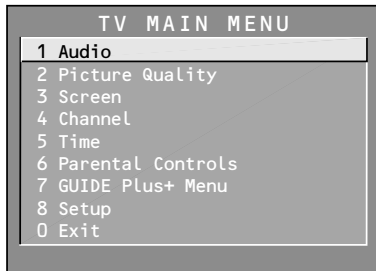 TV MAIN MENU
1 Audio
2 Picture Quality
3 Screen
4 Channel
5 Time
6 Parental Controls
7 GUIDE Plus+ Menu
8 Setup
0 Exit